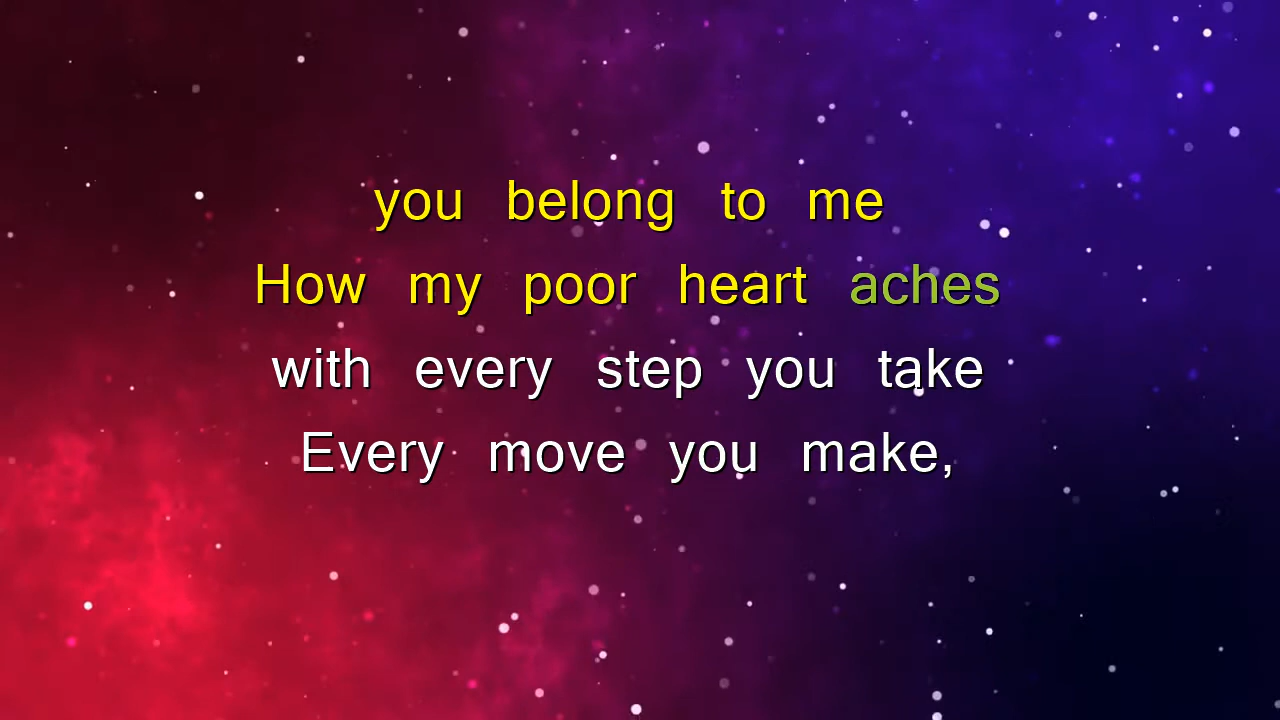 you belong to me
How my poor heart aches
with every step you take
Every move you make,